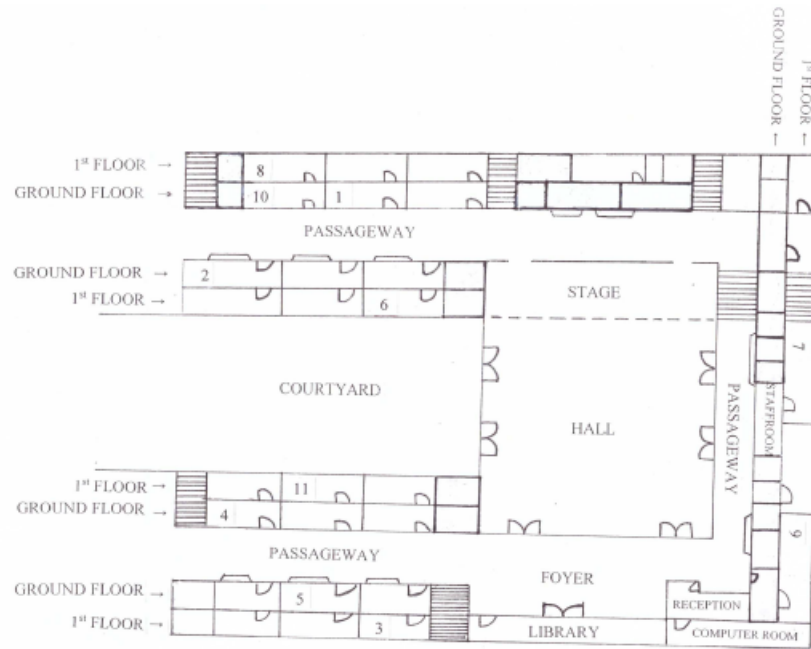 GROUND FLOOR →
1st FLOOR →
1st FLOOR →
8
GROUND FLOOR →
10
1
PASSAGEWAY
GROUND FLOOR →
2
1st FLOOR →
6
STAGE
7
COURTYARD
HALL
PASSAGEWAY
STAFFROOM
1st FLOOR →
11
GROUND FLOOR →
4
9
PASSAGEWAY
FOYER
GROUND FLOOR →
5
RECEPTION
1st FLOOR →
3
LIBRARY
COMPUTER ROOM